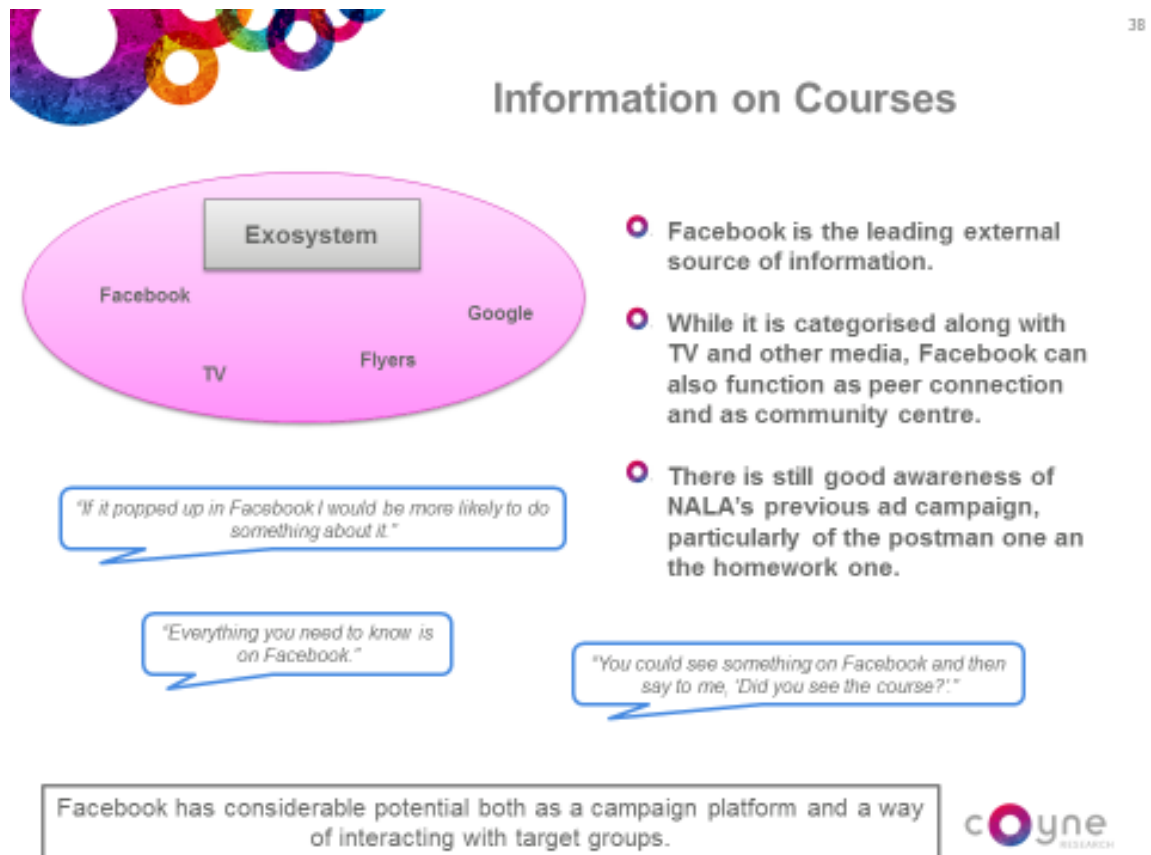 38
Information on Courses
Exosystem
Facebook
Google
Flyers
TV
Facebook is the leading external
source of information.
While it is categorised along with
TV and other media, Facebook can
also function as peer connection
and as community centre.
There is still good awareness of
NALA's previous ad campaign,
particularly of the postman one an
the homework one.
"If it popped up in Facebook I would be more likely to do
something about it."
"Everything you need to know is
on Facebook."
"You could see something on Facebook and then
say to me, 'Did you see the course?'."
Facebook has considerable potential both as a campaign platform and a way
of interacting with target groups.
coyne
RESEARCH